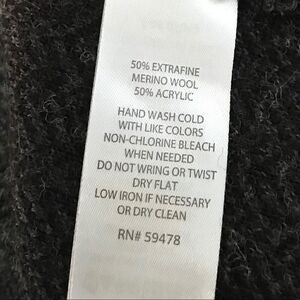 50% EXTRAFINE
MERINO WOOL
50% ACRYLIC
HAND WASH COLD
WITH LIKE COLORS
NON-CHLORINE BLEACH
WHEN NEEDED
DO NOT WRING OR TWIST
DRY FLAT
LOW IRON IF NECESSARY
OR DRY CLEAN
RN# 59478